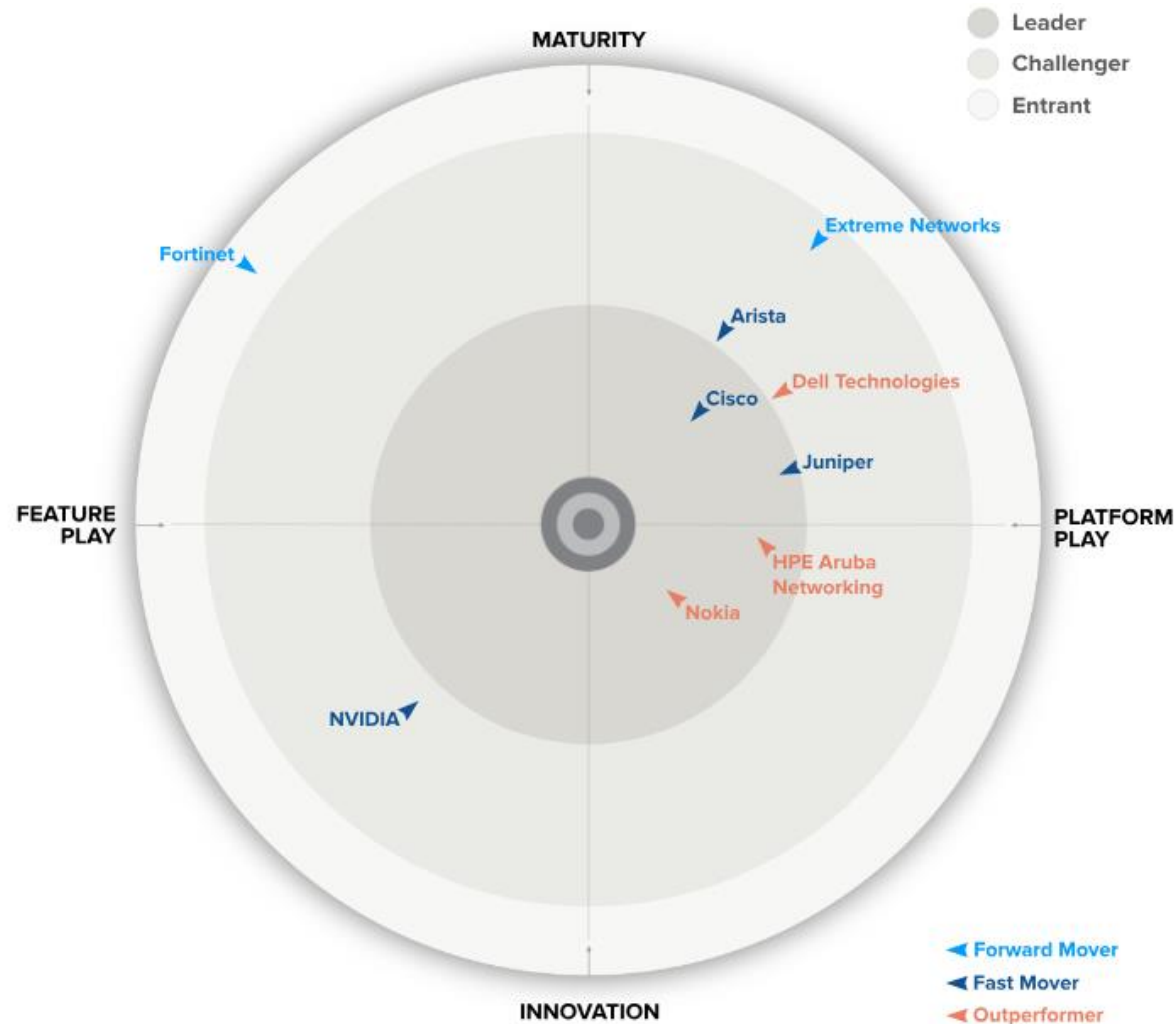 Leader
Challenger
Entrant
MATURITY
Extreme Networks
Fortinet
Arista
Dell Technologies
Cisco
Juniper
FEATURE
PLAY
PLATFORM
PLAY
HPE Aruba
Networking
Nokia
NVIDIA
Forward Mover
Fast Mover
Outperformer
INNOVATION